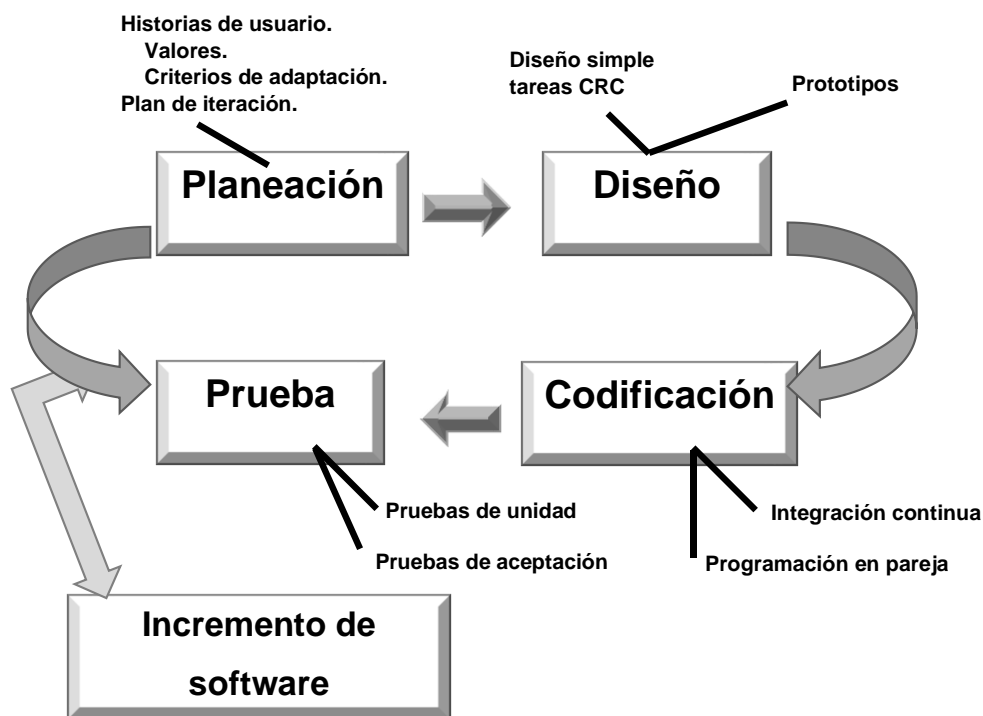 Historias de usuario.
Valores.
Criterios de adaptación.
Plan de iteración.
Diseño simple
tareas CRC
Prototipos
Planeación
Diseño
Prueba
Codificación
Pruebas de unidad
Pruebas de aceptación
Integración continua
Programación en pareja
Incremento de
software